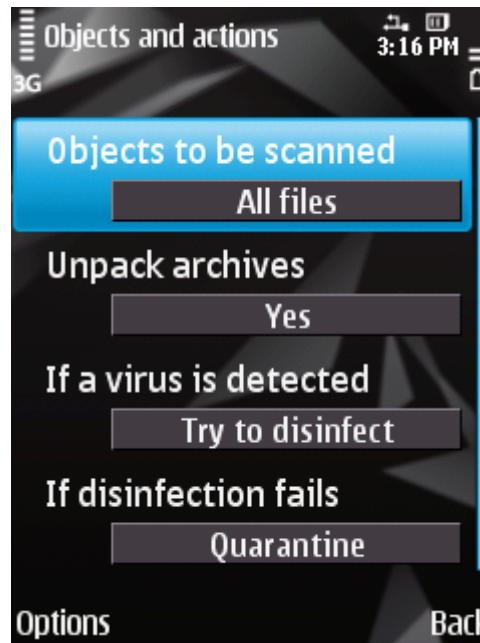 Objects and actions
3:16 PM
3G
Objects to be scanned
All files
Unpack archives
Yes
If a virus is detected
Try to disinfect
If disinfection fails
Quarantine
Options
Back